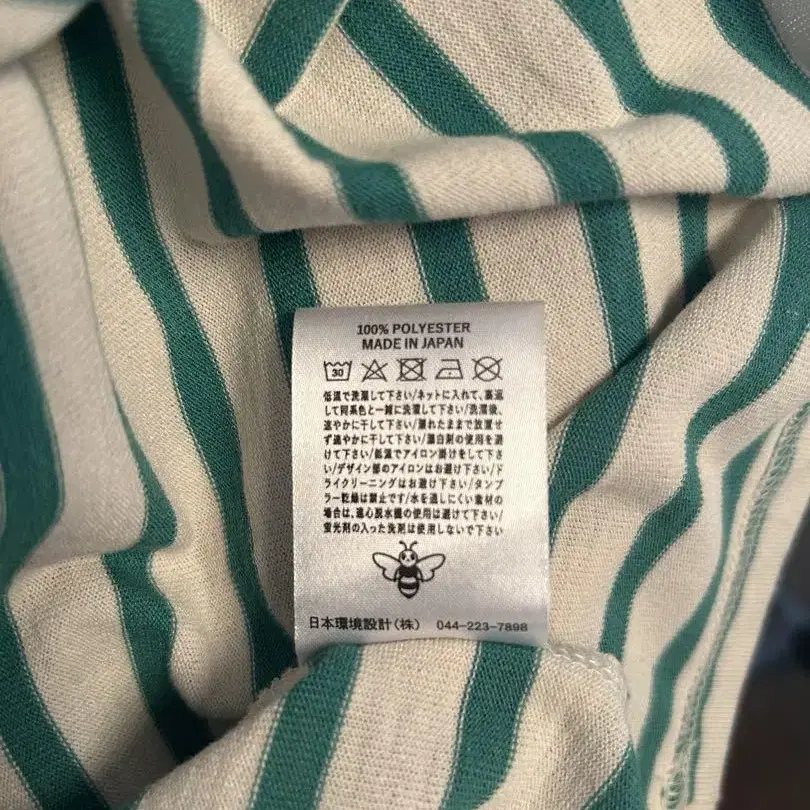 100% POLYESTER
MADE IN JAPAN
30
低温で洗濯して下さい/ネットに入れて、裏返
して同系色と一緒に洗濯して下さい/洗濯後、
速やかに干して下さい/濡れたままで放置せ
ず速やかに干して下さい/漂白剤の使用を避
けて下さい/低温でアイロン掛けをして下さ
い/デザイン部のアイロンはお避け下さい/ド
ライクリーニングはお避け下さい/タンブ
ラー乾燥は禁止です/水を通しにくい素材の
場合は、遠心脱水機の使用は避けて下さい/
蛍光剤の入った洗剤は使用しないで下さい
日本環境設計(株) 044-223-7898